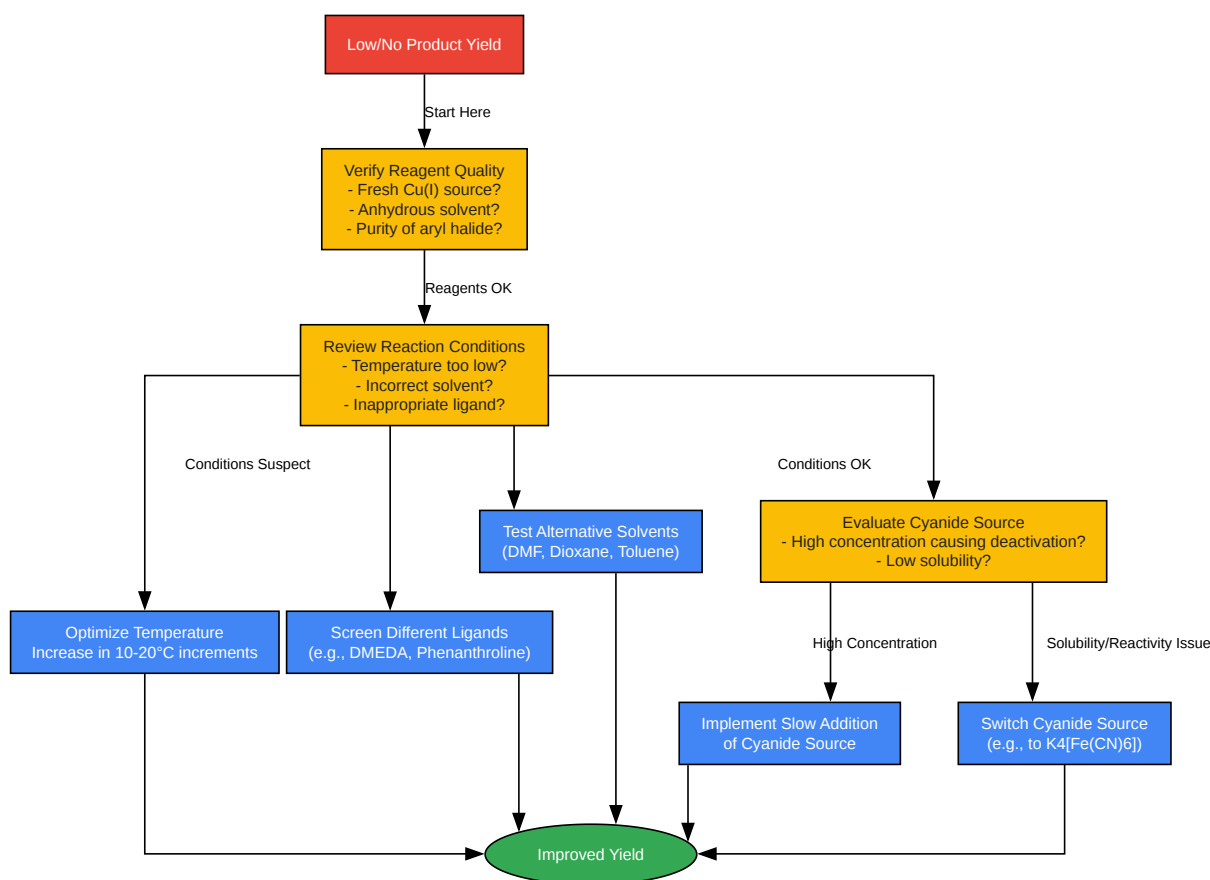 Low/No Product Yield
Start Here
Verify Reagent Quality
- Fresh Cu(I) source?
- Anhydrous solvent?
- Purity of aryl halide?
Reagents OK
Review Reaction Conditions
- Temperature too low?
- Incorrect solvent?
- Inappropriate ligand?
Conditions Suspect
Conditions OK
Test Alternative Solvents
(DMF, Dioxane, Toluene)
Evaluate Cyanide Source
- High concentration causing deactivation?
- Low solubility?
Optimize Temperature
Increase in 10-20°C increments
Screen Different Ligands
(e.g., DMEDA, Phenanthroline)
High Concentration
Solubility/Reactivity Issue
Implement Slow Addition
of Cyanide Source
Switch Cyanide Source
(e.g., to K4[Fe(CN)6])
Improved Yield